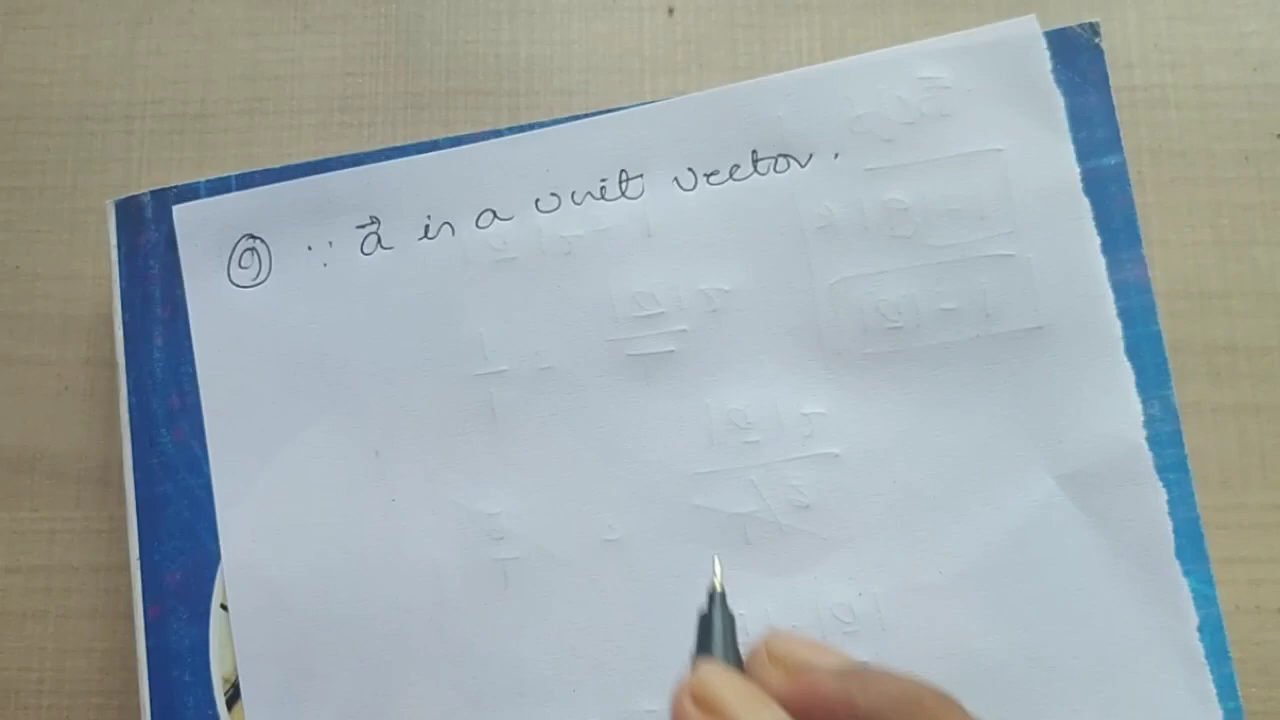 ⑨ ∵ a⃗ is a unit vector.